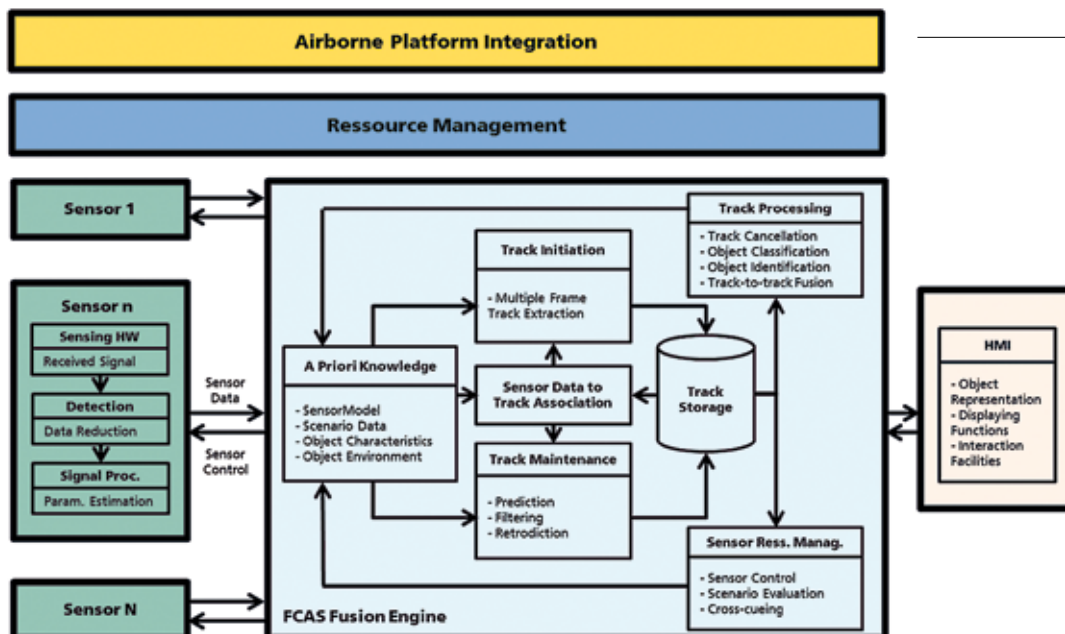 Airborne Platform Integration
Ressource Management
Sensor 1
Sensor n
Sensing HW
Received Signal
Detection
Data Reduction
Signal Proc.
Param. Estimation
Sensor N
Sensor
Data
Sensor
Control
A Priori Knowledge
- SensorModel
- Scenario Data
- Object Characteristics
- Object Environment
Track Initiation
- Multiple Frame
Track Extraction
Sensor Data to
Track Association
Track Maintenance
- Prediction
- Filtering
- Retrodiction
Track
Storage
Track Processing
- Track Cancellation
- Object Classification
- Object Identification
- Track-to-track Fusion
Sensor Ress. Manag.
- Sensor Control
- Scenario Evaluation
- Cross-cueing
FCAS Fusion Engine
HMI
- Object
Representation
- Displaying
Functions
- Interaction
Facilities